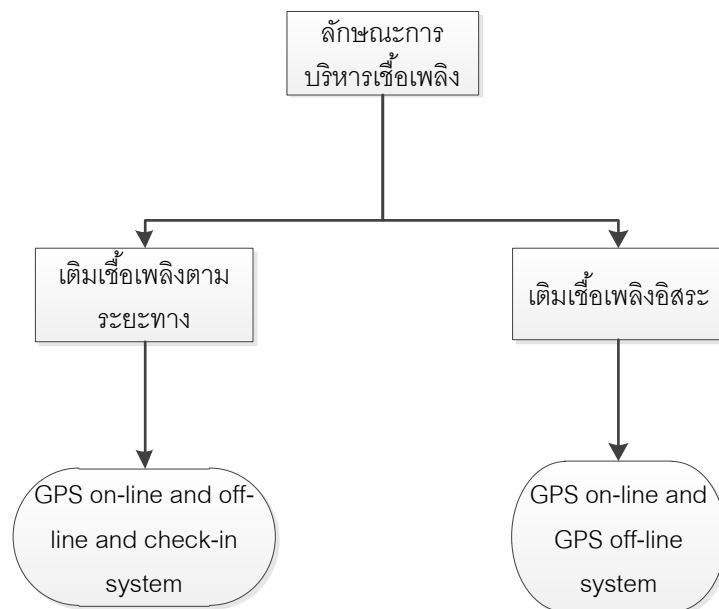 ลักษณะการ
บริหารเชื้อเพลิง
เติมเชื้อเพลิงตาม
ระยะทาง
เติมเชื้อเพลิงอิสระ
GPS on-line and off-
line and check-in
system
GPS on-line and
GPS off-line
system